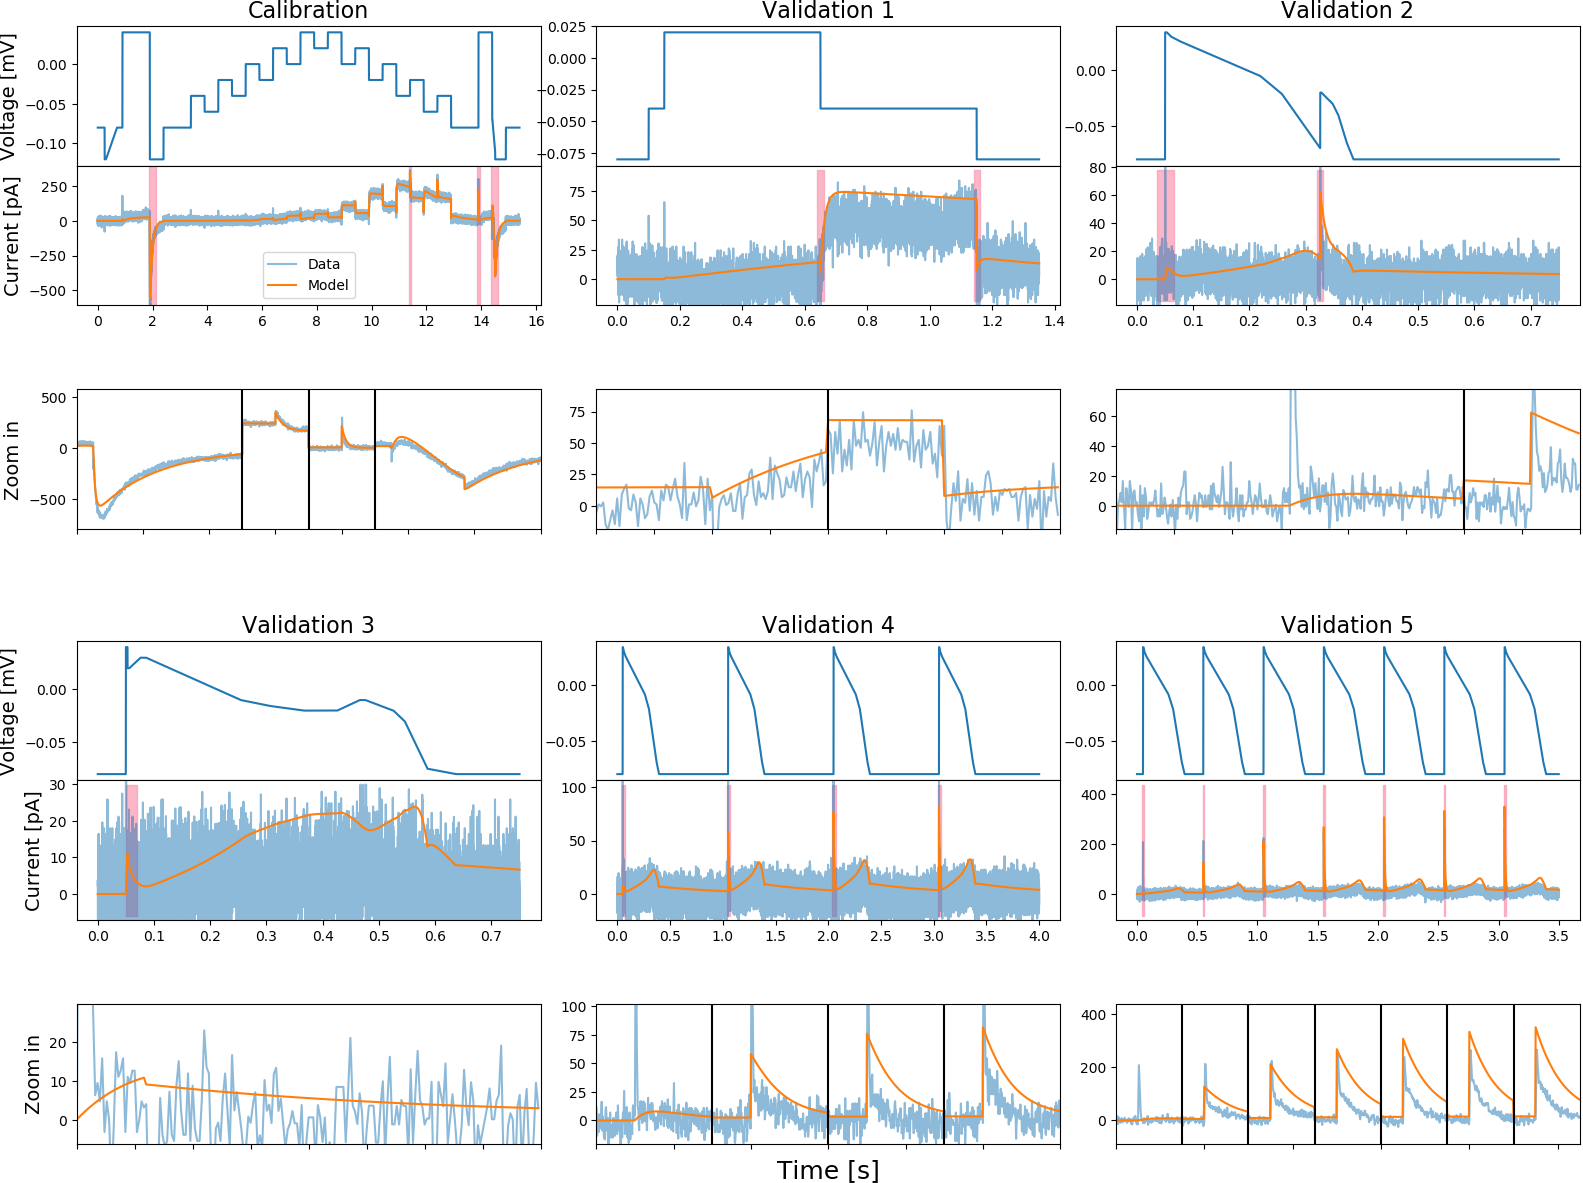 Calibration
Validation 1
Validation 2
Voltage [mV]
0.00
−0.05
−0.10
0.025
0.000
−0.025
−0.050
−0.075
0.00
−0.05
Current [pA]
250
0
−250
−500
Data
Model
75
50
25
0
80
60
40
20
0
0 2 4 6 8 10 12 14 16
0.0 0.2 0.4 0.6 0.8 1.0 1.2 1.4
0.0 0.1 0.2 0.3 0.4 0.5 0.6 0.7
Zoom in
500
0
−500
75
50
25
0
60
40
20
0
Validation 3
Validation 4
Validation 5
Voltage [mV]
0.00
−0.05
0.00
−0.05
0.00
−0.05
Current [pA]
30
20
10
0
100
50
0
400
200
0
0.0 0.1 0.2 0.3 0.4 0.5 0.6 0.7
0.0 0.5 1.0 1.5 2.0 2.5 3.0 3.5 4.0
0.0 0.5 1.0 1.5 2.0 2.5 3.0 3.5
Zoom in
20
10
0
100
75
50
25
0
400
200
0
Time [s]